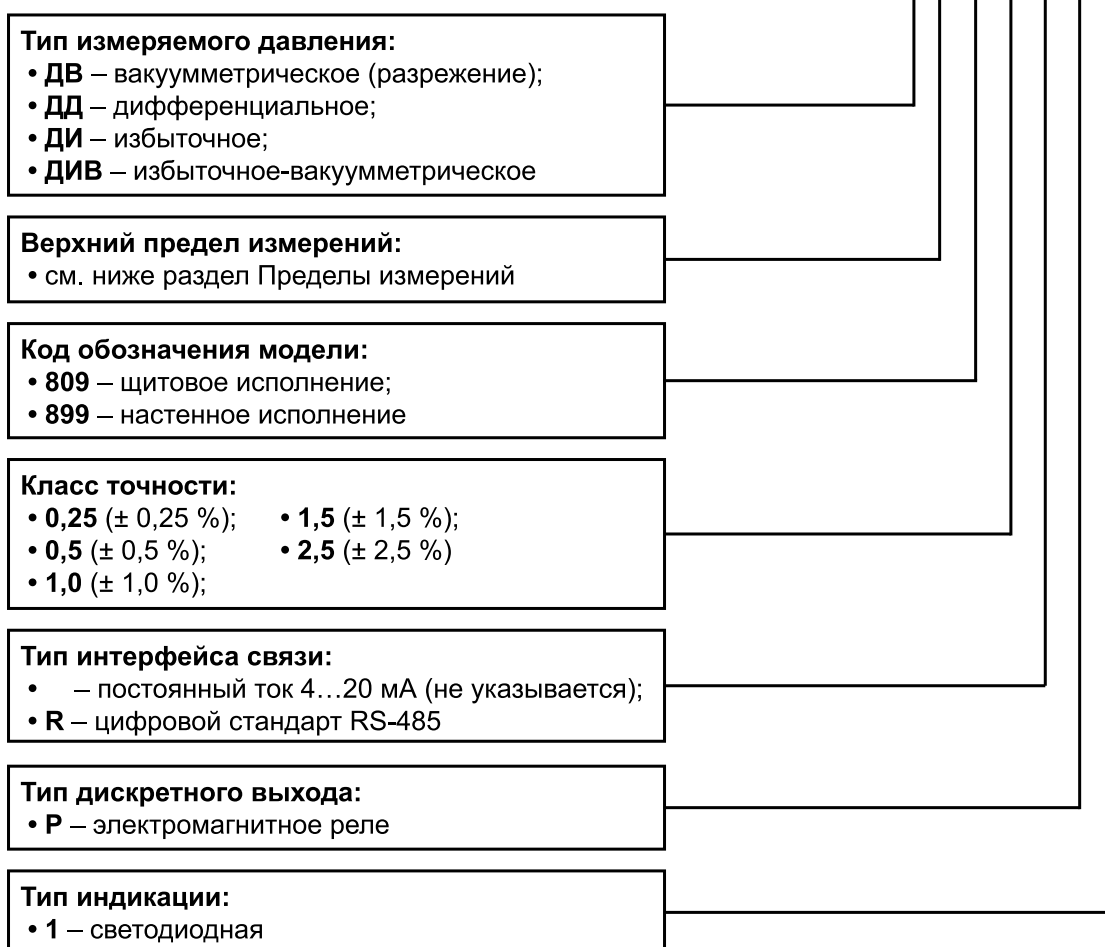 Тип измеряемого давления:
• ДВ – вакуумметрическое (разрежение);
• ДД – дифференциальное;
• ДИ – избыточное;
• ДИВ – избыточное-вакуумметрическое
Верхний предел измерений:
• см. ниже раздел Пределы измерений
Код обозначения модели:
• 809 – щитовое исполнение;
• 899 – настенное исполнение
Класс точности:
• 0,25 (± 0,25 %); • 1,5 (± 1,5 %);
• 0,5 (± 0,5 %); • 2,5 (± 2,5 %)
• 1,0 (± 1,0 %);
Тип интерфейса связи:
• – постоянный ток 4…20 мА (не указывается);
• R – цифровой стандарт RS-485
Тип дискретного выхода:
• Р – электромагнитное реле
Тип индикации:
• 1 – светодиодная